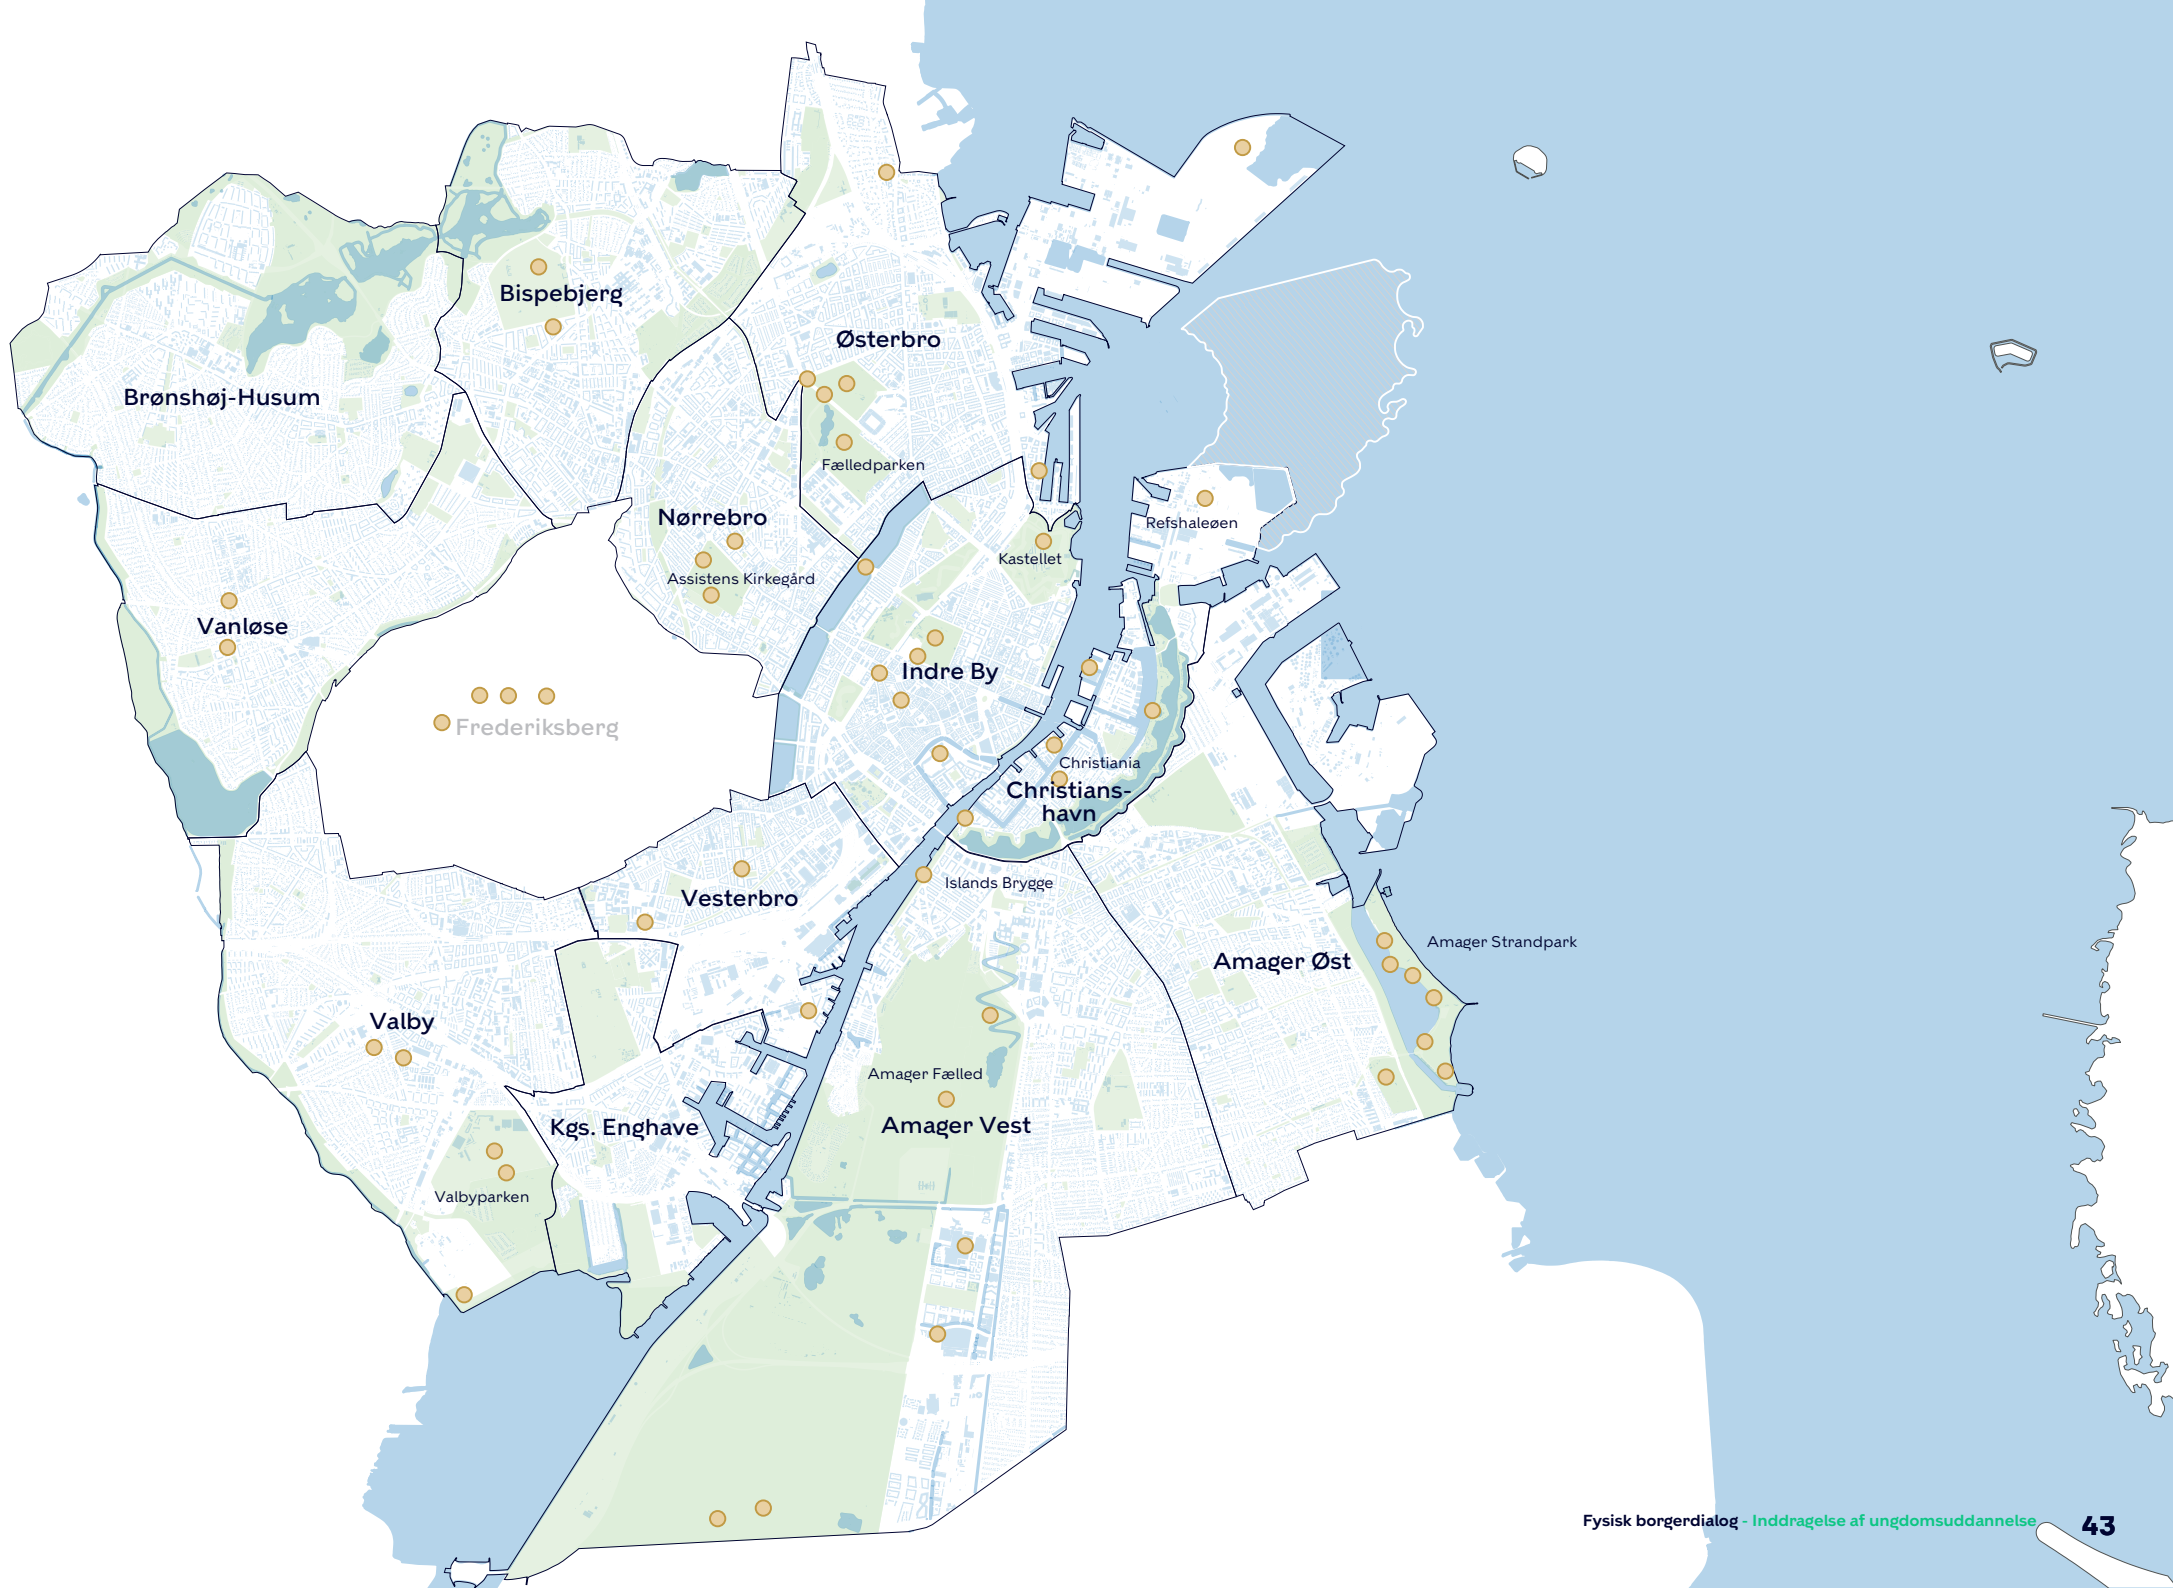 Bispebjerg
Østerbro
Brønshøj-Husum
Fælledparken
Nørrebro
Refshaleøen
Kastellet
Assistens Kirkegård
Vanløse
Indre By
Frederiksberg
Christiania
Christians-
havn
Islands Brygge
Vesterbro
Amager Strandpark
Amager Øst
Valby
Amager Fælled
Kgs. Enghave
Amager Vest
Valbyparken
Fysisk borgerdialog - Inddragelse af ungdomsuddannelse 43